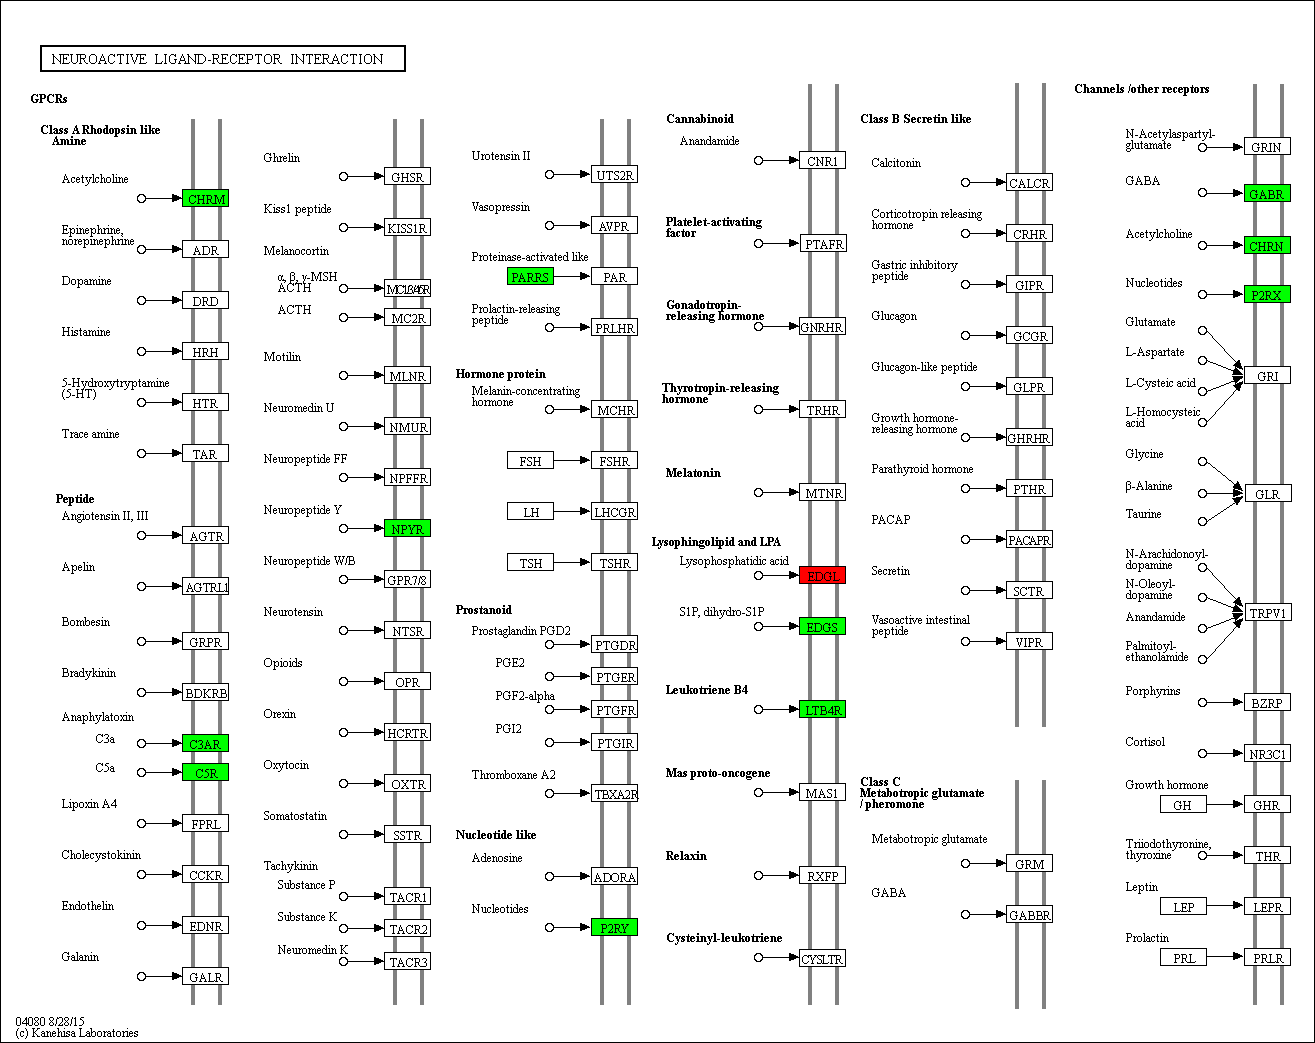 NEUROACTIVE LIGAND-RECEPTOR INTERACTION
GPCRs
Class A Rhodopsin like
Amine
Acetylcholine
CHRM
Epinephrine,
norepinephrine
ADR
Dopamine
DRD
Histamine
HRH
5-Hydroxytryptamine
(5-HT)
HTR
Trace amine
TAR
Peptide
Angiotensin II, III
AGTR
Apelin
AGTRL1
Bombesin
GRPR
Bradykinin
BDKRB
Anaphylatoxin
C3a
C3AR
C5a
C5R
Lipoxin A4
FPRL
Cholecystokinin
CCKR
Endothelin
EDNR
Galanin
GALR
Ghrelin
GHSR
Kiss1 peptide
KISS1R
Melanocortin
α, β, γ-MSH
ACTH
ACTH
MC2R
Motilin
MLNR
Neuromedin U
NMUR
Neuropeptide FF
NPFFR
Neuropeptide Y
NPYR
Neuropeptide W/B
GPR7/8
Neurotensin
NTSR
Opioids
OPR
Orexin
HCRTR
Oxytocin
OXTR
Somatostatin
SSTR
Tachykinin
Substance P
TACR1
Substance K
TACR2
Neuromedin K
TACR3
Urotensin II
UTS2R
Vasopressin
AVPR
Proteinase-activated like
PARRS
PAR
Prolactin-releasing
peptide
PRLHR
Hormone protein
Melanin-concentrating
hormone
MCHR
FSH
FSHR
LH
LHCGR
TSH
TSHR
Prostanoid
Prostaglandin PGD2
PTGDR
PGE2
PTGER
PGF2-alpha
PTGFR
PGI2
PTGIR
Thromboxane A2
TBXA2R
Nucleotide like
Adenosine
ADORA
Nucleotides
P2RY
Cannabinoid
Anandamide
CNR1
Platelet-activating
factor
PTAFR
Gonadotropin-
releasing hormone
GNRHR
Thyrotropin-releasing
hormone
TRHR
Melatonin
MTNR
Lysophingolipid and LPA
Lysophosphatidic acid
EDGL
S1P, dihydro-S1P
EDGS
Leukotriene B4
LTB4R
Mas proto-oncogene
MAS1
Relaxin
RXFP
Cysteinyl-leukotriene
CYSLTR
Class B Secretin like
Calcitonin
CALCR
Corticotropin releasing
hormone
CRHR
Gastric inhibitory
peptide
GIPR
Glucagon
GCGR
Glucagon-like peptide
GLPR
Growth hormone-
releasing hormone
GHRHR
Parathyroid hormone
PTHR
PACAP
PACAPR
Secretin
SCTR
Vasoactive intestinal
peptide
VIPR
Class C
Metabotropic glutamate
/ pheromone
Metabotropic glutamate
GRM
GABA
GABBR
Channels /other receptors
N-Acetylaspartyl-
glutamate
GRIN
GABA
GABR
Acetylcholine
CHRN
Nucleotides
P2RX
Glutamate
L-Aspartate
GRI
L-Cysteic acid
L-Homocysteic
acid
Glycine
β-Alanine
GLR
Taurine
N-Arachidonoyl-
dopamine
N-Oleoyl-
dopamine
TRPV1
Anandamide
Palmitoyl-
ethanolamide
Porphyrins
BZRP
Cortisol
NR3C1
Growth hormone
GH
GHR
Triiodothyronine,
thyroxine
THR
Leptin
LEP
LEPR
Prolactin
PRL
PRLR
04080 8/28/15
(c) Kanehisa Laboratories